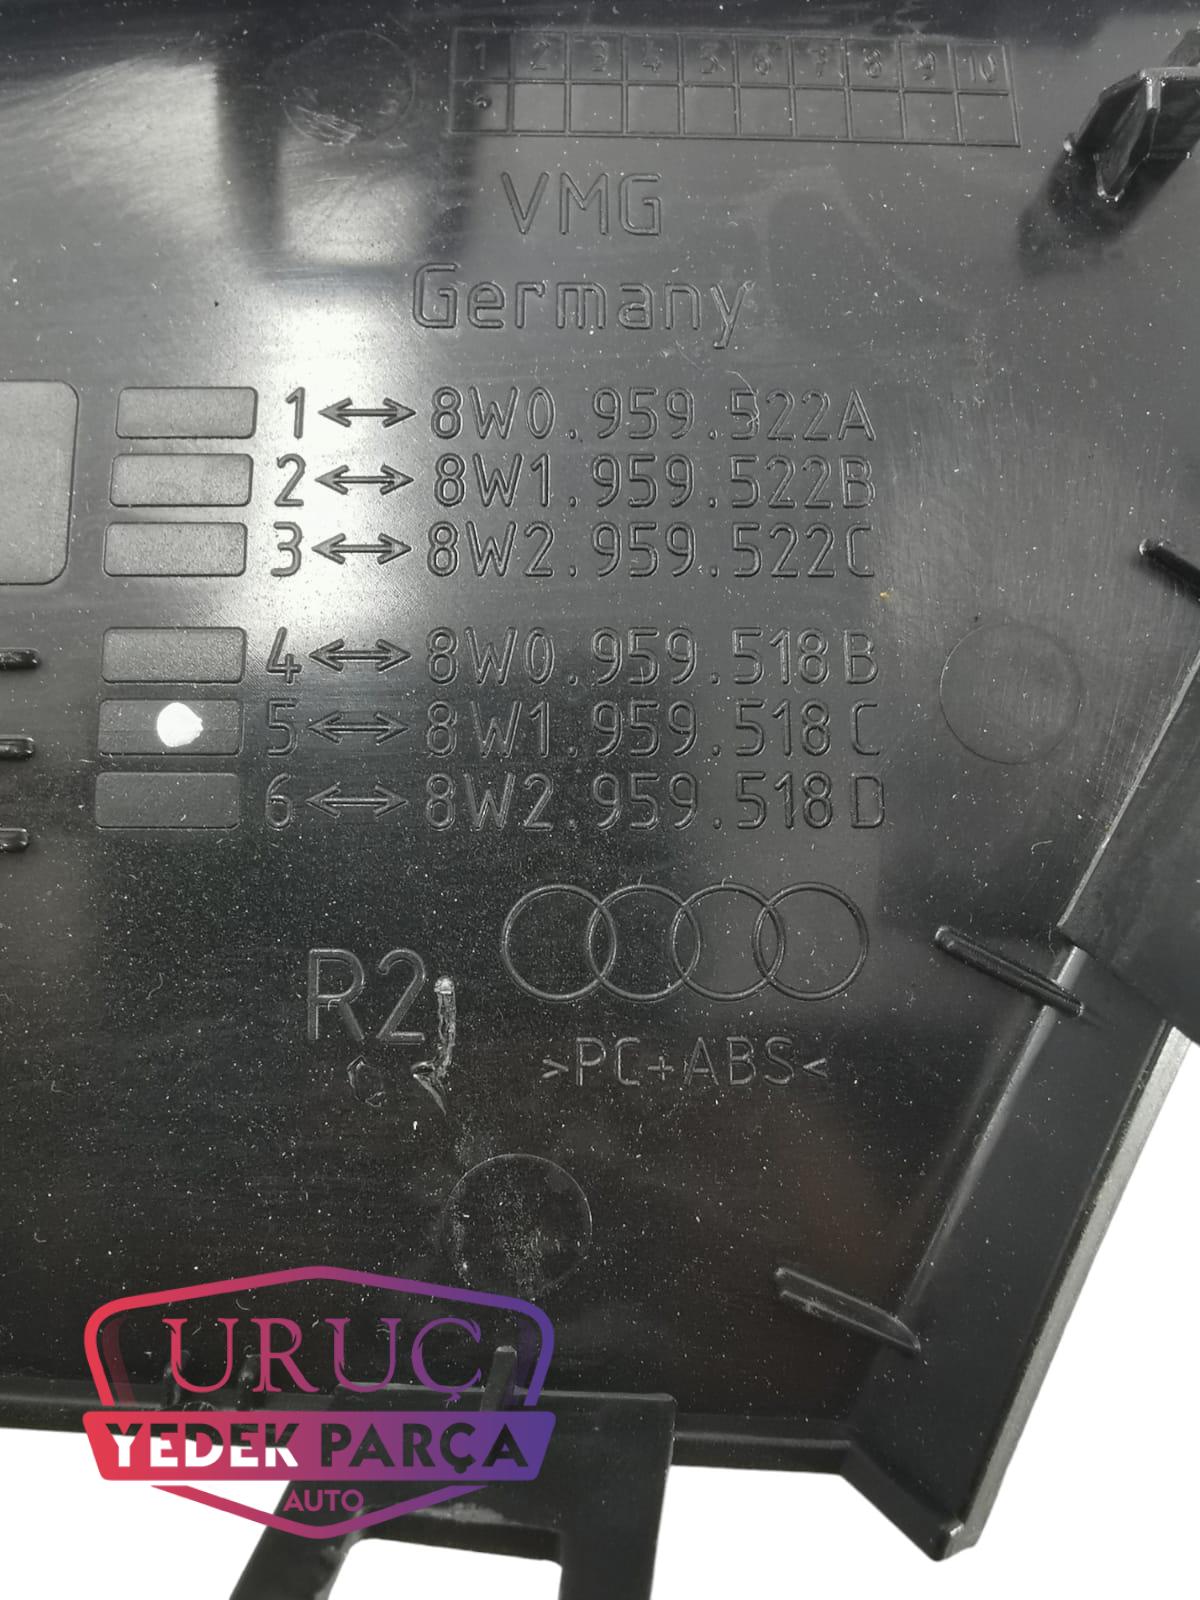 1 2 3 4 5 6 7 8 9 10
VMG
Germany
1 ↔ 8W0.959.522A
2 ↔ 8W1.959.522B
3 ↔ 8W2.959.522C
4 ↔ 8W0.959.518B
5 ↔ 8W1.959.518C
6 ↔ 8W2.959.518D
R2
>PC+ABS<
URUÇ
YEDEK PARÇA
AUTO